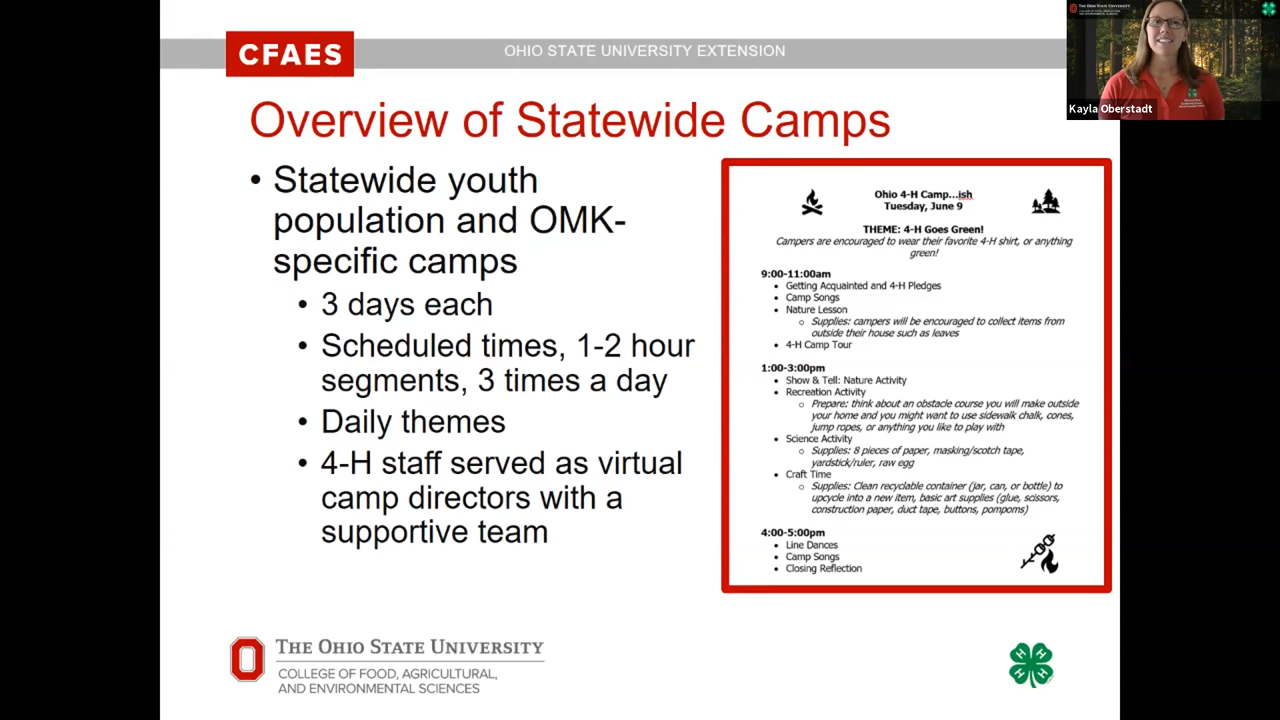 CFAES
OHIO STATE UNIVERSITY EXTENSION
THE OHIO STATE UNIVERSITY
Kayla Oberstadt
Overview of Statewide Camps
• Statewide youth
population and OMK-
specific camps
• 3 days each
• Scheduled times, 1-2 hour
segments, 3 times a day
• Daily themes
• 4-H staff served as virtual
camp directors with a
supportive team
Ohio 4-H Camp...ish
Tuesday, June 9
THEME: 4-H Goes Green!
Campers are encouraged to wear their favorite 4-H shirt, or anything
green!
9:00-11:00am
• Getting Acquainted and 4-H Pledges
• Camp Songs
• Nature Lesson
o Supplies: campers will be encouraged to collect items from
outside their house such as leaves
• 4-H Camp Tour
1:00-3:00pm
• Show & Tell: Nature Activity
• Recreation Activity
o Prepare: think about an obstacle course you will make outside
your home and you might want to use sidewalk chalk, cones,
jump ropes, or anything you like to play with
• Science Activity
o Supplies: 8 pieces of paper, masking/scotch tape,
yardstick/ruler, raw egg
• Craft Time
o Supplies: Clean recyclable container (jar, can, or bottle) to
upcycle into a new item, basic art supplies (glue, scissors,
construction paper, duct tape, buttons, pompoms)
4:00-5:00pm
• Line Dances
• Camp Songs
• Closing Reflection
THE OHIO STATE UNIVERSITY
COLLEGE OF FOOD, AGRICULTURAL,
AND ENVIRONMENTAL SCIENCES
H H H H